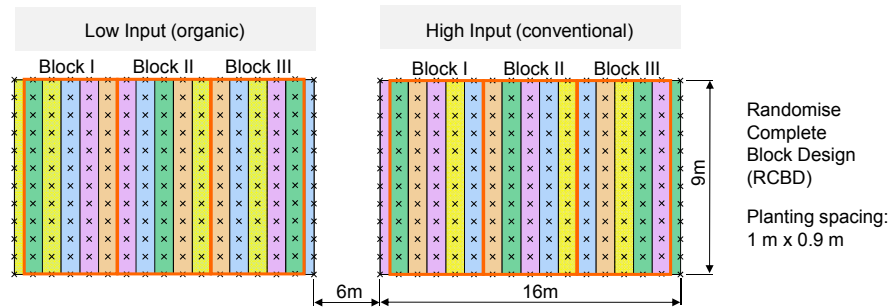 Low Input (organic)
High Input (conventional)
Block I
Block II
Block III
Block I
Block II
Block III
9m
6m
16m
Randomise
Complete
Block Design
(RCBD)
Planting spacing:
1 m x 0.9 m